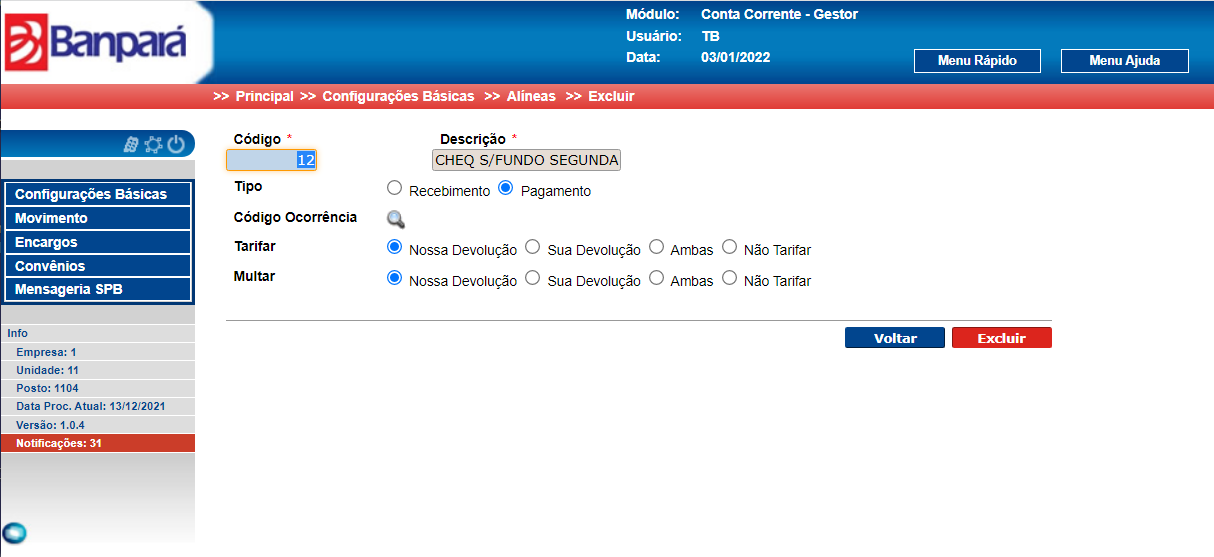 Banpará
Módulo: Conta Corrente - Gestor
Usuário: TB
Data: 03/01/2022
Menu Rápido Menu Ajuda
>> Principal >> Configurações Básicas >> Alíneas >> Excluir
Configurações Básicas
Movimento
Encargos
Convênios
Mensageria SPB
Info
Empresa: 1
Unidade: 11
Posto: 1104
Data Proc. Atual: 13/12/2021
Versão: 1.0.4
Notificações: 31
Código * Descrição *
12 CHEQ S/FUNDO SEGUNDA
Tipo Recebimento Pagamento
Código Ocorrência
Tarifar Nossa Devolução Sua Devolução Ambas Não Tarifar
Multar Nossa Devolução Sua Devolução Ambas Não Tarifar
Voltar Excluir